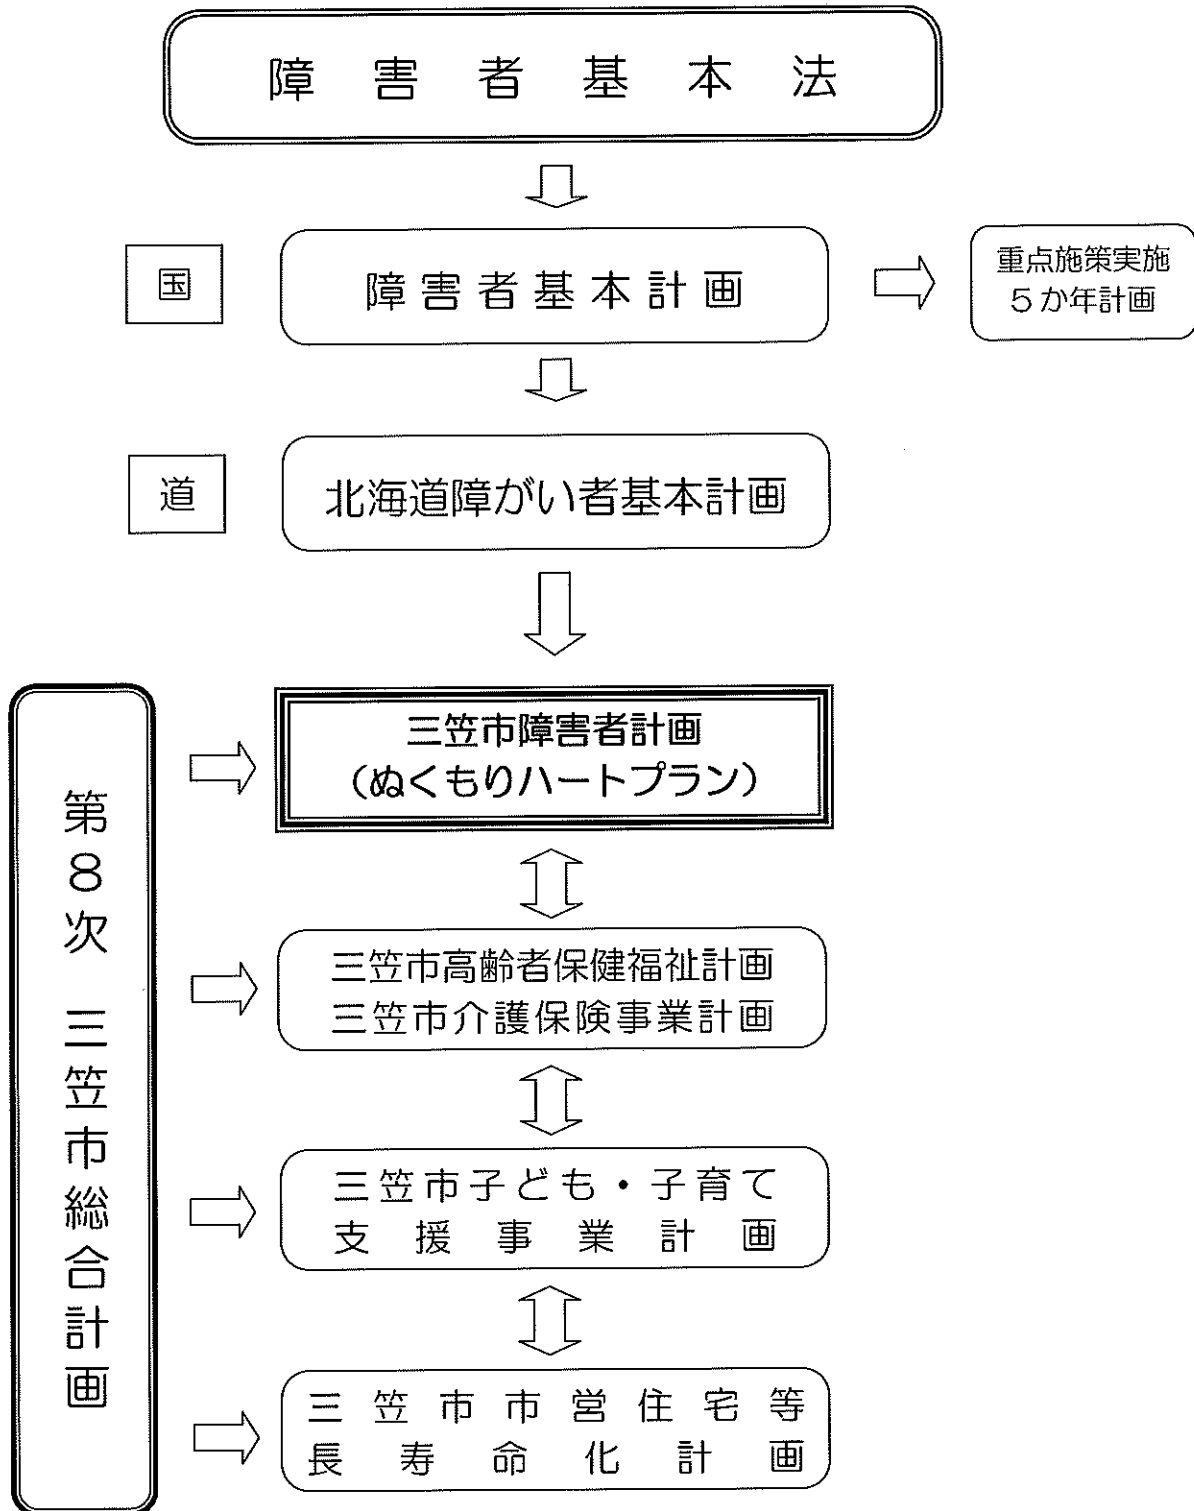 障害者基本法
国
障害者基本計画
重点施策実施
５か年計画
道
北海道障がい者基本計画
第８次 三笠市総合計画
三笠市障害者計画
（ぬくもりハートプラン）
三笠市高齢者保健福祉計画
三笠市介護保険事業計画
三笠市子ども・子育て
支援事業計画
三笠市市営住宅等
長寿命化計画